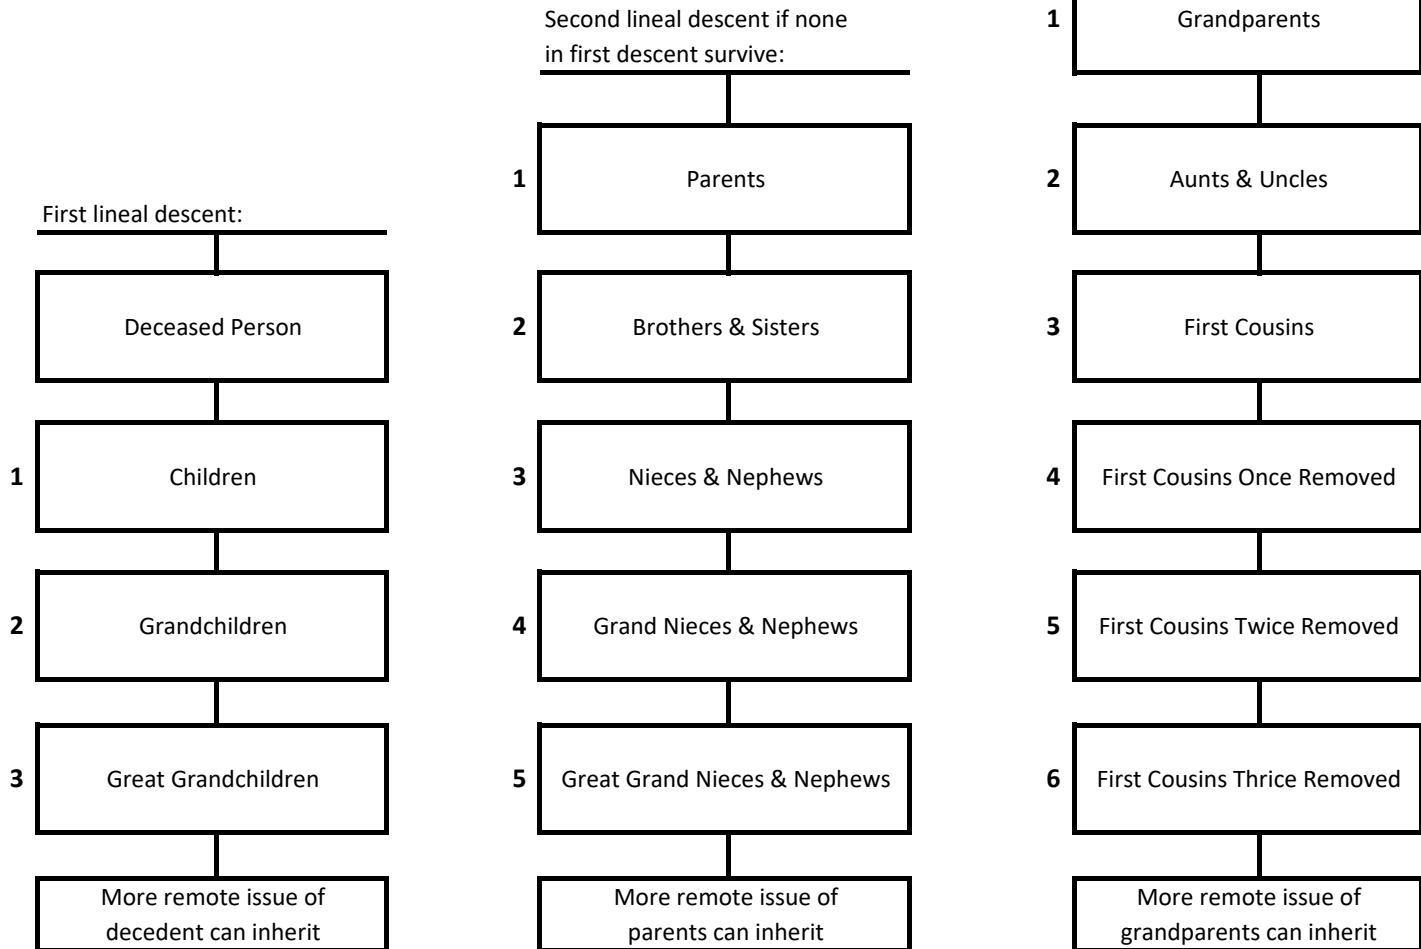 First lineal descent:
Deceased Person
1
Children
2
Grandchildren
3
Great Grandchildren
More remote issue of
decedent can inherit
Second lineal descent if none
in first descent survive:
1
Parents
2
Brothers & Sisters
3
Nieces & Nephews
4
Grand Nieces & Nephews
5
Great Grand Nieces & Nephews
More remote issue of
parents can inherit
1
Grandparents
2
Aunts & Uncles
3
First Cousins
4
First Cousins Once Removed
5
First Cousins Twice Removed
6
First Cousins Thrice Removed
More remote issue of
grandparents can inherit